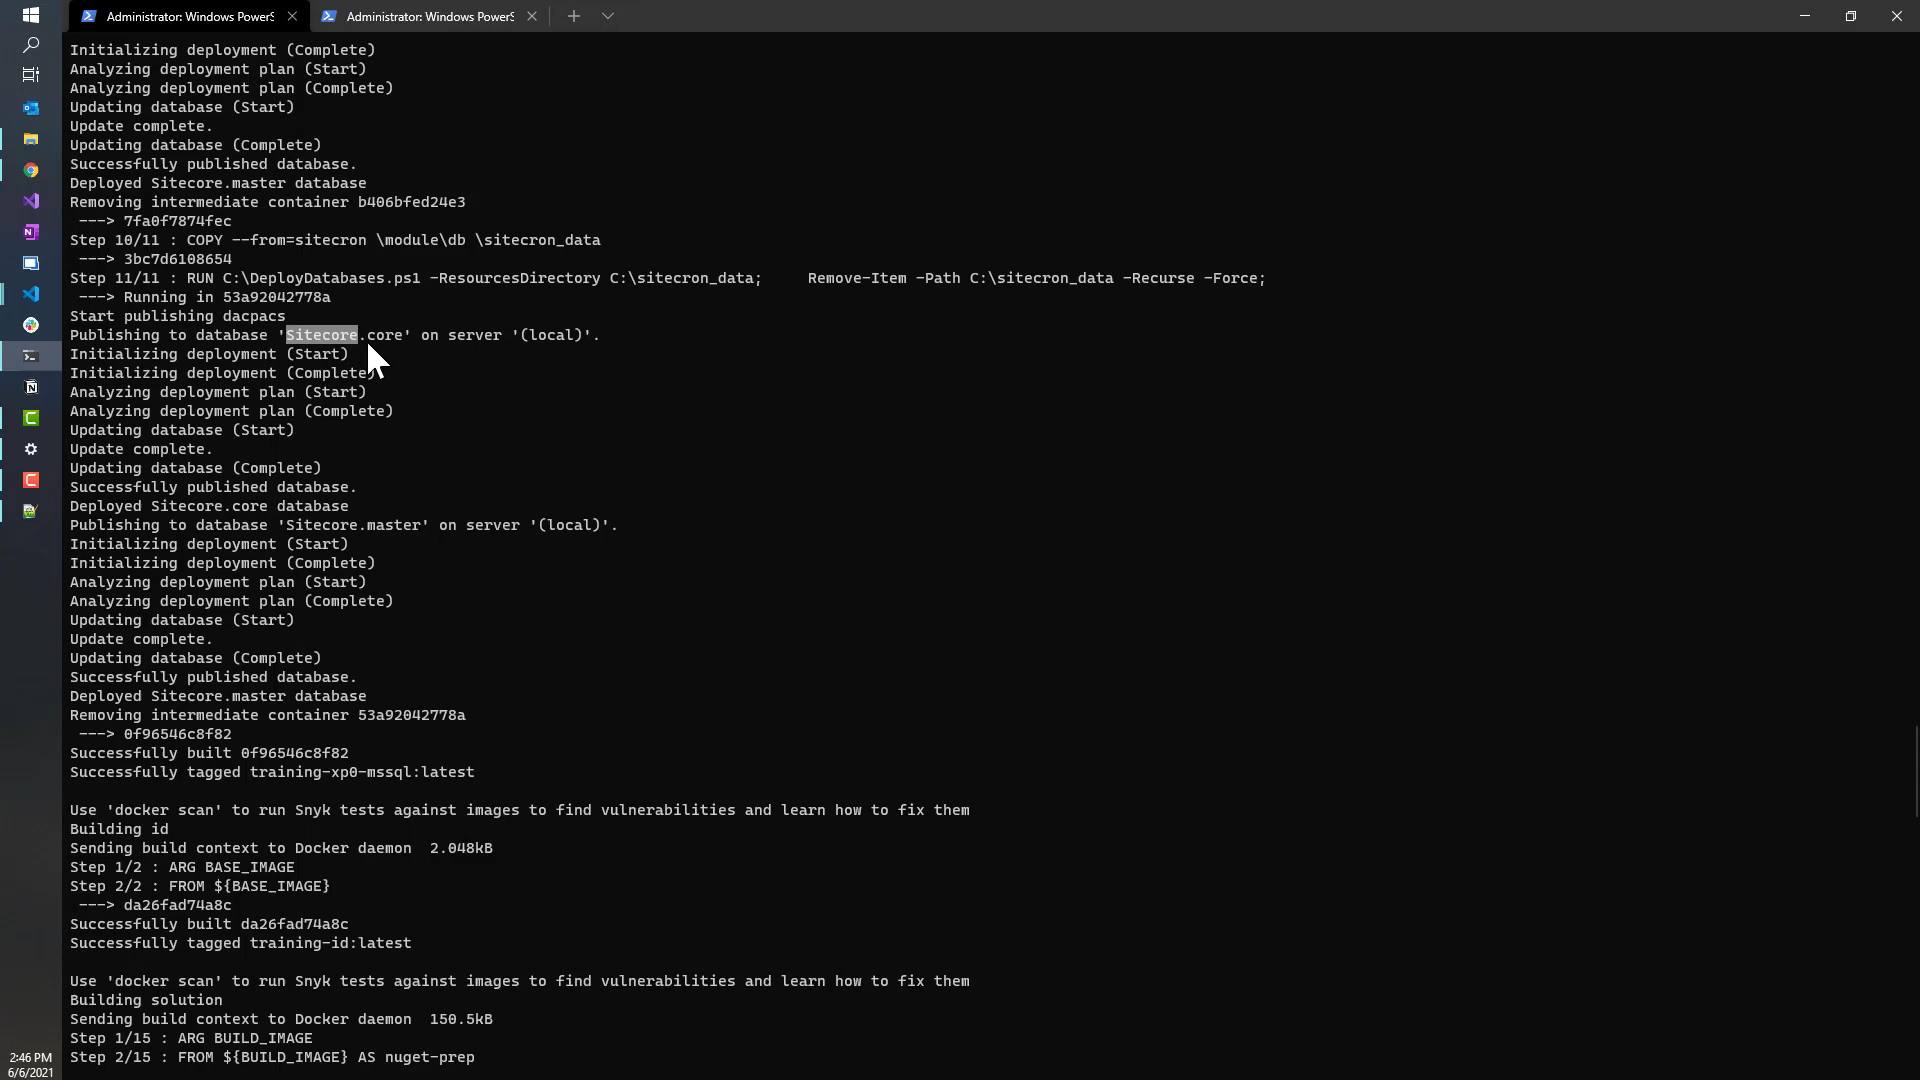 Administrator: Windows PowerS
Administrator: Windows PowerS
Initializing deployment (Complete)
Analyzing deployment plan (Start)
Analyzing deployment plan (Complete)
Updating database (Start)
Update complete.
Updating database (Complete)
Successfully published database.
Deployed Sitecore.master database
Removing intermediate container b406bfed24e3
---> 7fa0f7874fec
Step 10/11 : COPY --from=sitecron \module\db \sitecron_data
---> 3bc7d6108654
Step 11/11 : RUN C:\DeployDatabases.ps1 -ResourcesDirectory C:\sitecron_data;     Remove-Item -Path C:\sitecron_data -Recurse -Force;
---> Running in 53a92042778a
Start publishing dacpacs
Publishing to database 'Sitecore.core' on server '(local)'.
Initializing deployment (Start)
Initializing deployment (Complete)
Analyzing deployment plan (Start)
Analyzing deployment plan (Complete)
Updating database (Start)
Update complete.
Updating database (Complete)
Successfully published database.
Deployed Sitecore.core database
Publishing to database 'Sitecore.master' on server '(local)'.
Initializing deployment (Start)
Initializing deployment (Complete)
Analyzing deployment plan (Start)
Analyzing deployment plan (Complete)
Updating database (Start)
Update complete.
Updating database (Complete)
Successfully published database.
Deployed Sitecore.master database
Removing intermediate container 53a92042778a
---> 0f96546c8f82
Successfully built 0f96546c8f82
Successfully tagged training-xp0-mssql:latest
Use 'docker scan' to run Snyk tests against images to find vulnerabilities and learn how to fix them
Building id
Sending build context to Docker daemon  2.048kB
Step 1/2 : ARG BASE_IMAGE
Step 2/2 : FROM ${BASE_IMAGE}
---> da26fad74a8c
Successfully built da26fad74a8c
Successfully tagged training-id:latest
Use 'docker scan' to run Snyk tests against images to find vulnerabilities and learn how to fix them
Building solution
Sending build context to Docker daemon  150.5kB
Step 1/15 : ARG BUILD_IMAGE
Step 2/15 : FROM ${BUILD_IMAGE} AS nuget-prep
2:46 PM
6/6/2021